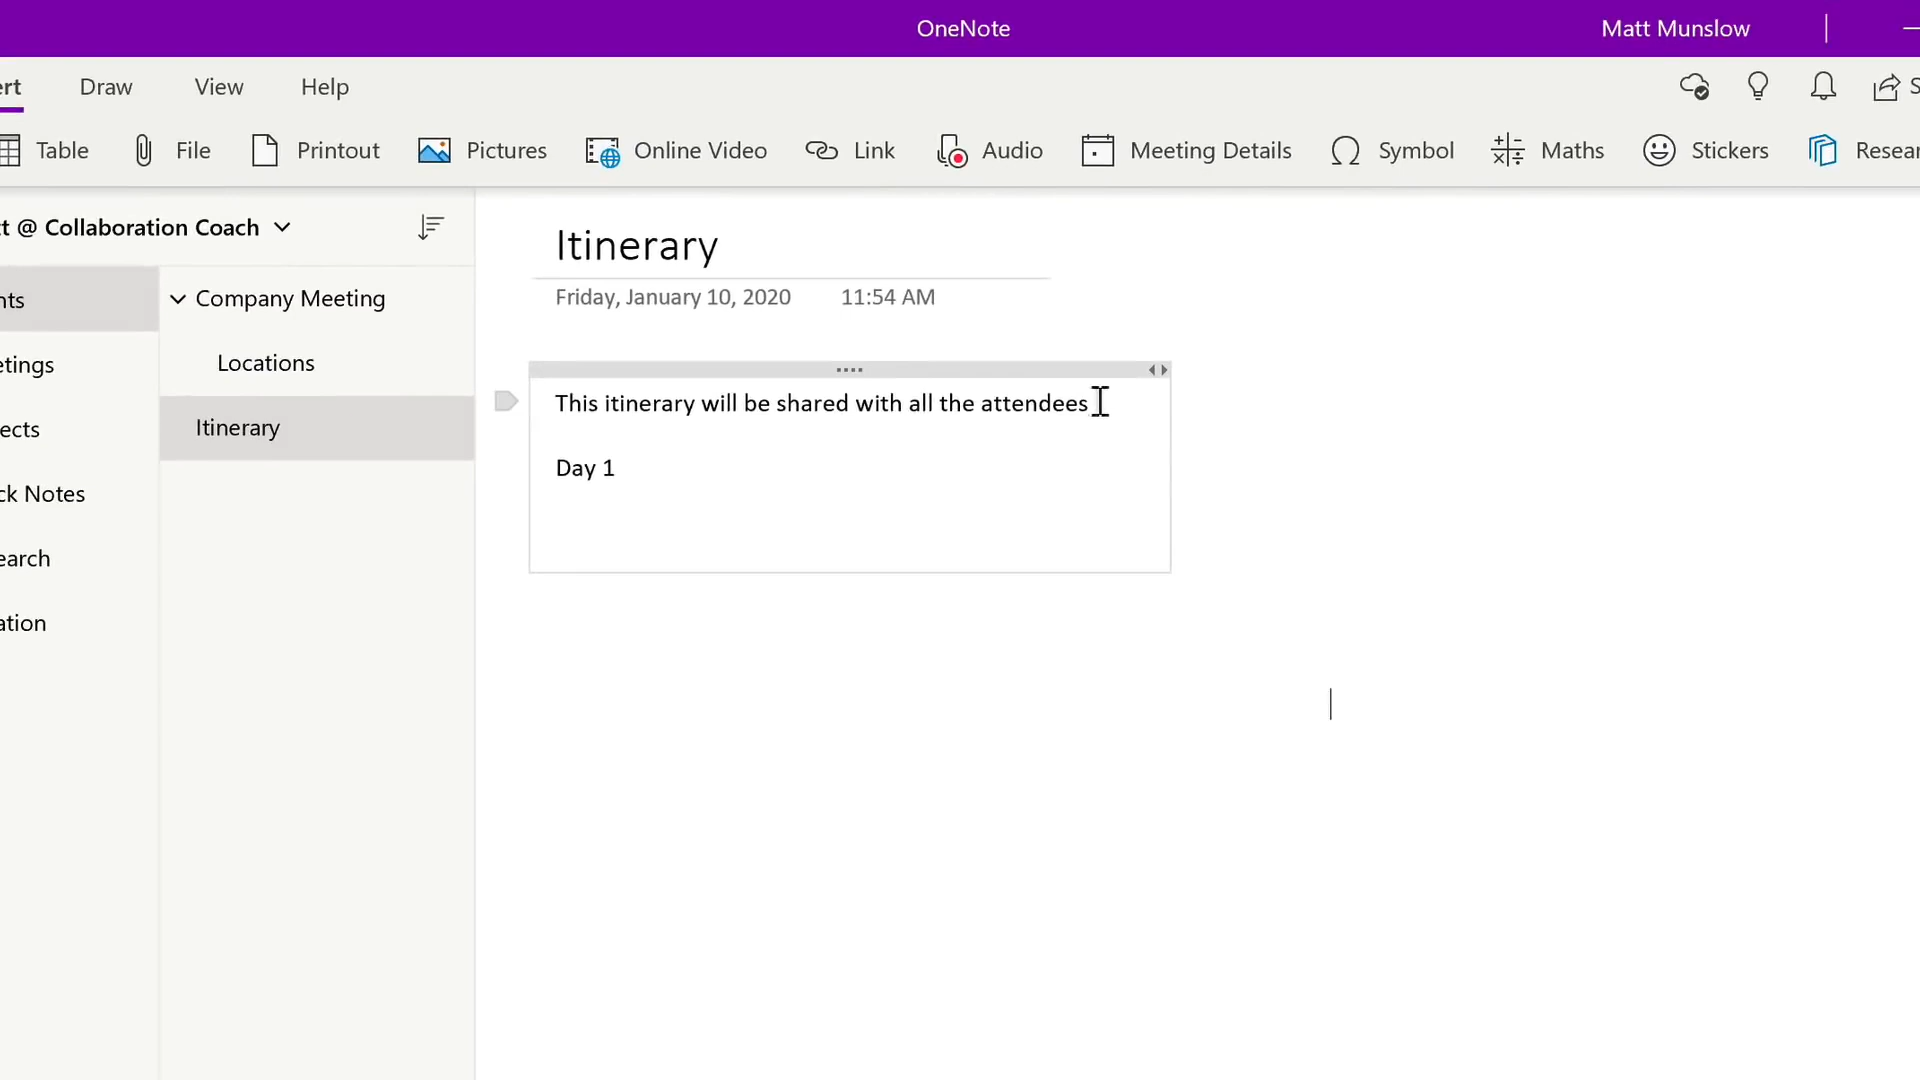 OneNote
Matt Munslow
ert Draw View Help S
Table File Printout Pictures Online Video Link Audio Meeting Details Symbol Maths Stickers Resear
t @ Collaboration Coach
nts
etings
ects
ck Notes
earch
ation
Company Meeting
Locations
Itinerary
Itinerary
Friday, January 10, 2020 11:54 AM
This itinerary will be shared with all the attendees
Day 1